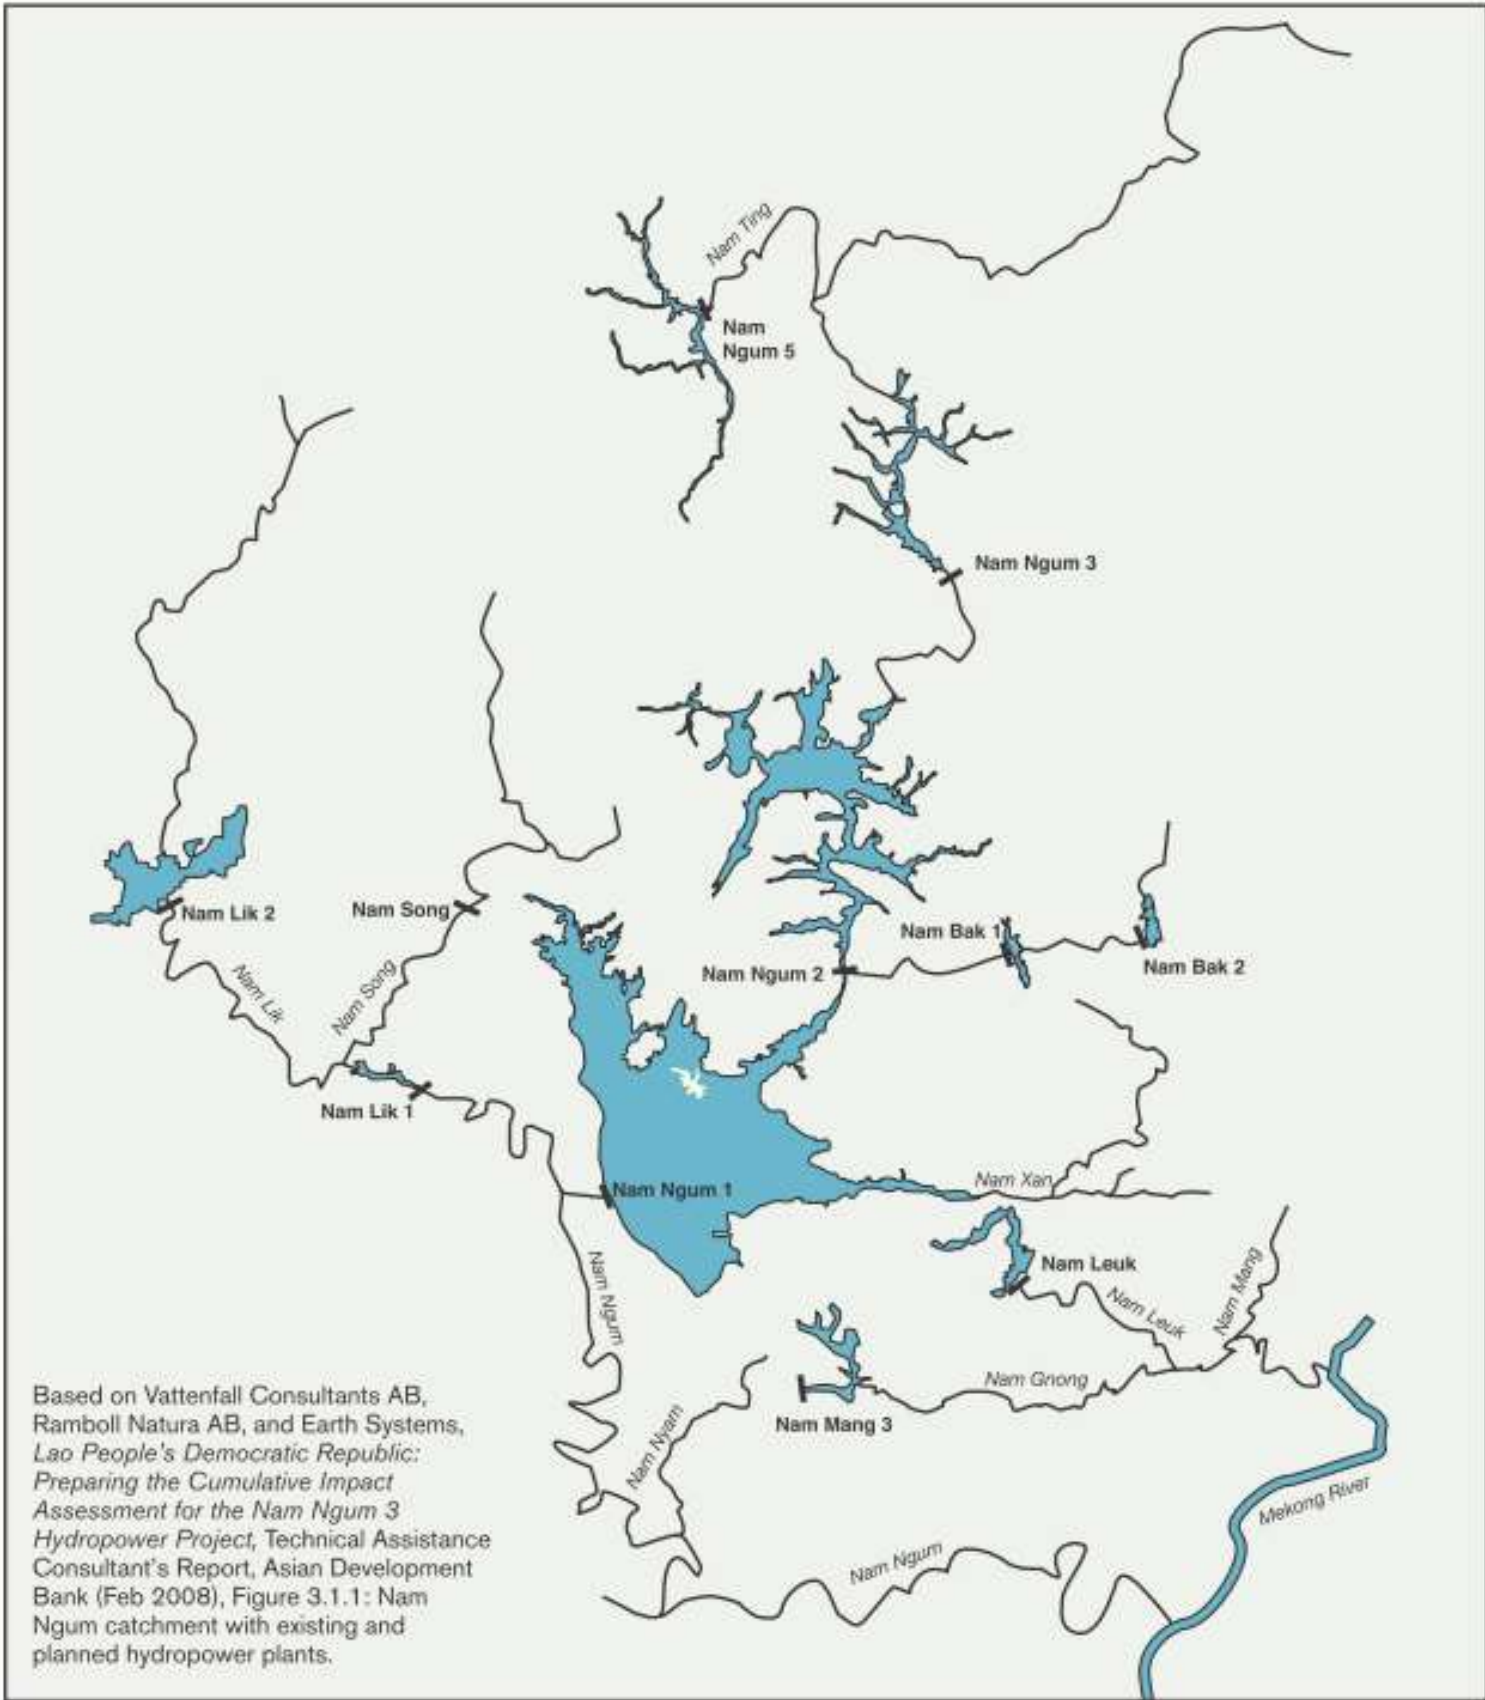 Nam Ting
Nam
Ngum 5
Nam Ngum 3
Nam Lik 2
Nam Song
Nam Bak 1
Nam Ngum 2
Nam Bak 2
Nam Lik
Nam Song
Nam Lik 1
Nam Xan
Nam Ngum 1
Nam Leuk
Nam Ngum
Nam Leuk
Nam Mang
Nam Gnong
Nam Mang 3
Nam Nyam
Mekong River
Nam Ngum
Based on Vattenfall Consultants AB,
Ramboll Natura AB, and Earth Systems,
Lao People's Democratic Republic:
Preparing the Cumulative Impact
Assessment for the Nam Ngum 3
Hydropower Project, Technical Assistance
Consultant's Report, Asian Development
Bank (Feb 2008), Figure 3.1.1: Nam
Ngum catchment with existing and
planned hydropower plants.